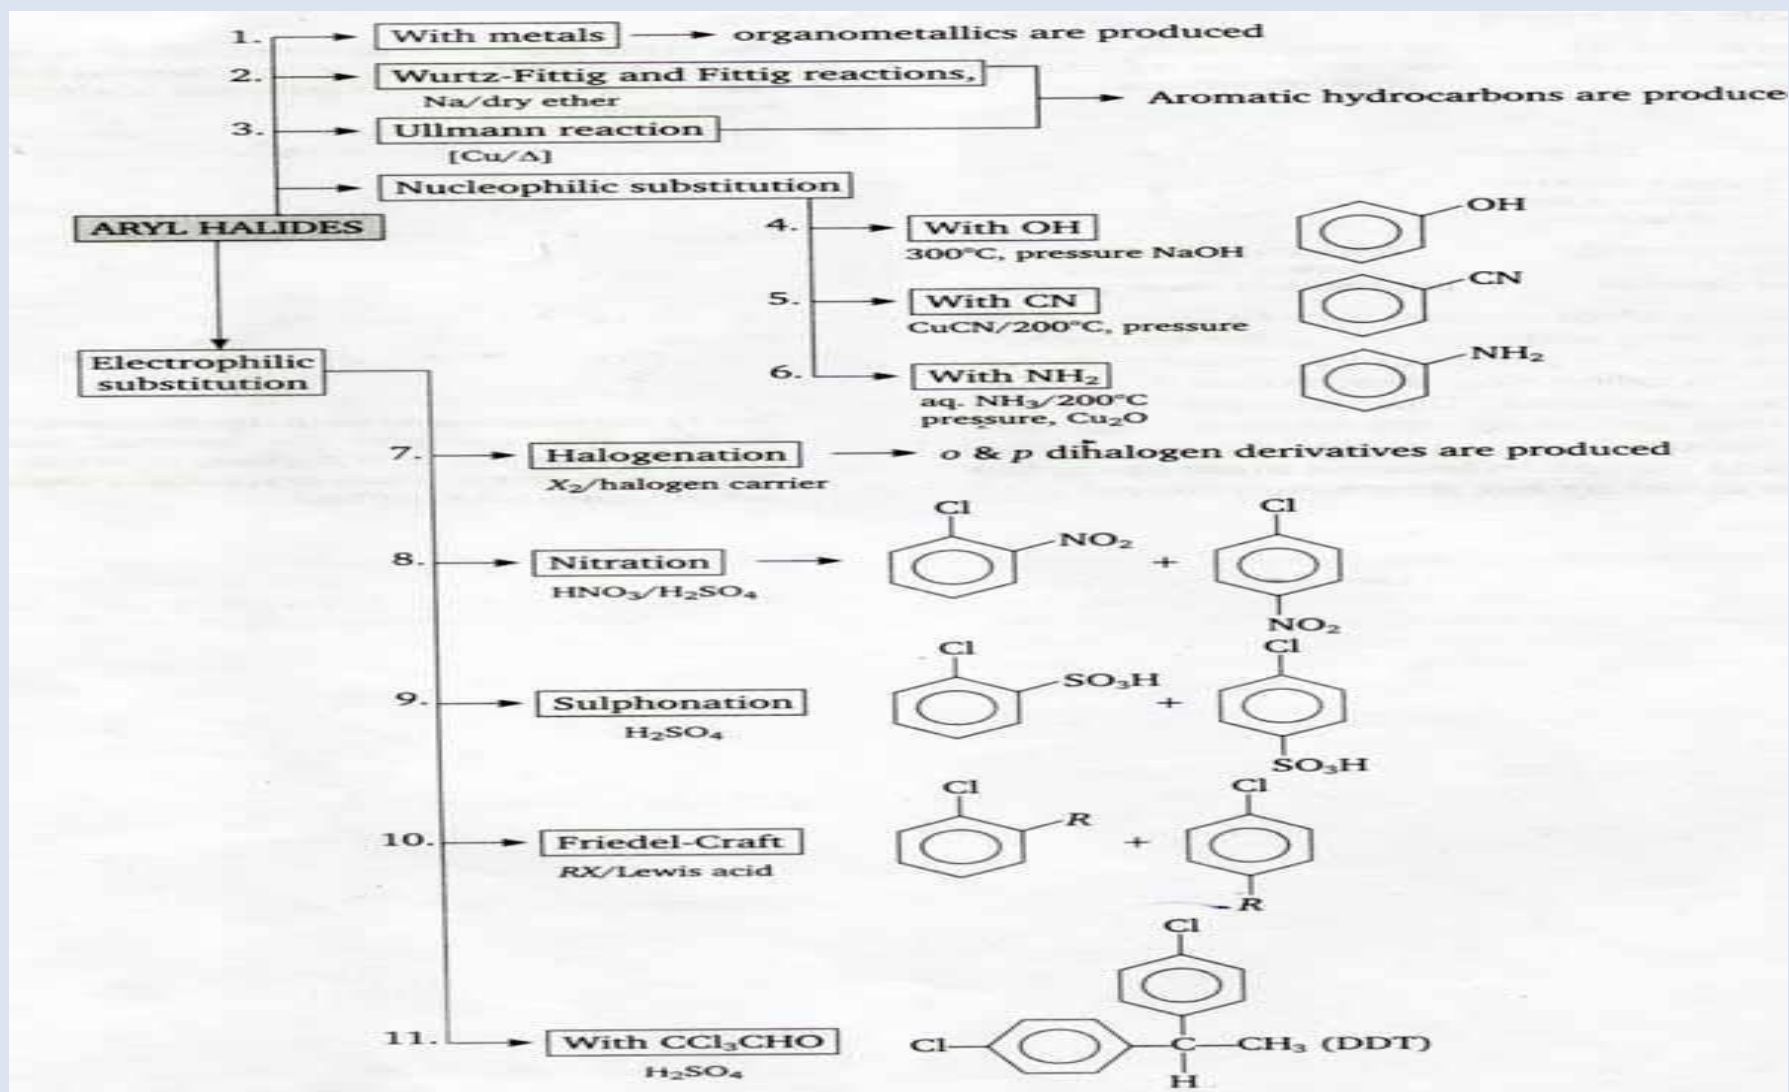 1. With metals organometallics are produced
2. Wurtz-Fittig and Fittig reactions,
Na/dry ether
Aromatic hydrocarbons are produce
3. Ullmann reaction
[Cu/Δ]
Nucleophilic substitution
ARYL HALIDES
4. With OH
300°C, pressure NaOH
OH
5. With CN
CuCN/200°C, pressure
CN
6. With NH₂
aq. NH₃/200°C
pressure, Cu₂O
NH₂
Electrophilic
substitution
7. Halogenation o & p dihalogen derivatives are produced
X₂/halogen carrier
8. Nitration
HNO₃/H₂SO₄
Cl
NO₂
+
Cl
NO₂
9. Sulphonation
H₂SO₄
Cl
SO₃H
+
Cl
SO₃H
10. Friedel-Craft
RX/Lewis acid
Cl
R
+
Cl
R
11. With CCl₃CHO
H₂SO₄
Cl
Cl C CH₃ (DDT)
H